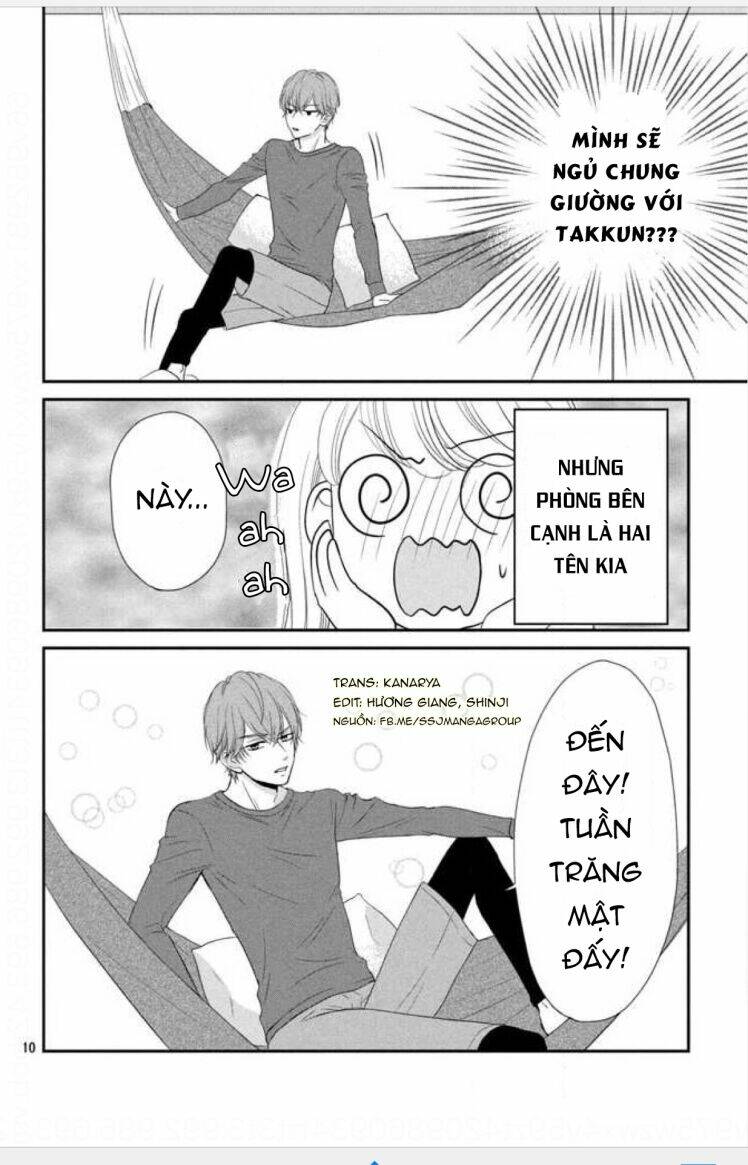 MÌNH SẼ
NGỦ CHUNG
GIƯỜNG VỚI
TAKKUN???
NHƯNG
PHÒNG BÊN
CẠNH LÀ HAI
TÊN KIA
Wa
ah
ah
NÀY...
TRANS: KANARYA
EDIT: HƯƠNG GIANG, SHINJI
NGUỒN: FB.ME/SSJMANGAGROUP
ĐẾN
ĐÂY!
TUẦN
TRĂNG
MẬT
ĐẤY!
10